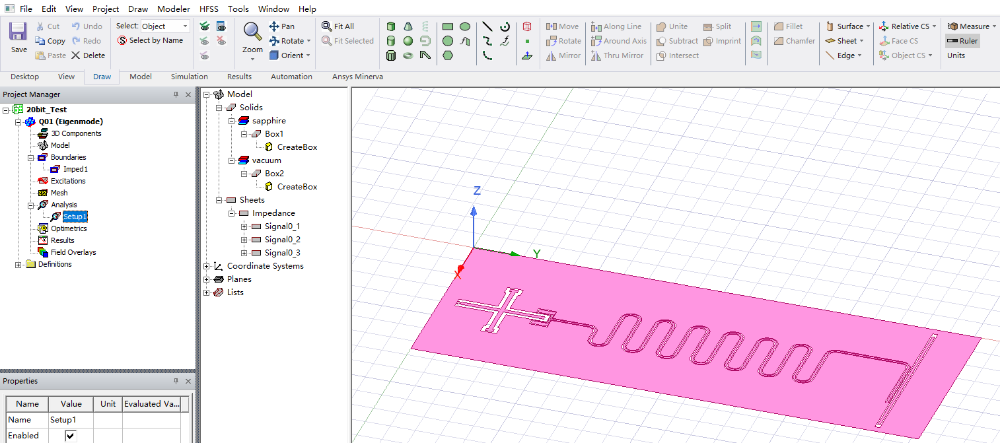 File Edit View Project Draw Modeler HFSS Tools Window Help
Save Cut Copy Paste Undo Redo Delete
Select: Object
Select by Name
Zoom Pan Rotate Orient
Fit All
Fit Selected
Move Rotate Mirror
Along Line Around Axis Thru Mirror
Unite Subtract Intersect
Split Imprint
Fillet Chamfer
Surface Sheet Edge
Relative CS Face CS Object CS
Measure Ruler Units
Desktop View Draw Model Simulation Results Automation Ansys Minerva
Project Manager
20bit_Test
Q01 (Eigenmode)
3D Components
Model
Boundaries
Imped1
Excitations
Mesh
Analysis
Setup1
Optimetrics
Results
Field Overlays
Definitions
Properties
Name Value Unit Evaluated Va...
Name Setup1
Enabled
Model
Solids
sapphire
Box1
CreateBox
vacuum
Box2
CreateBox
Sheets
Impedance
Signal0_1
Signal0_2
Signal0_3
Coordinate Systems
Planes
Lists
Z
Y
X